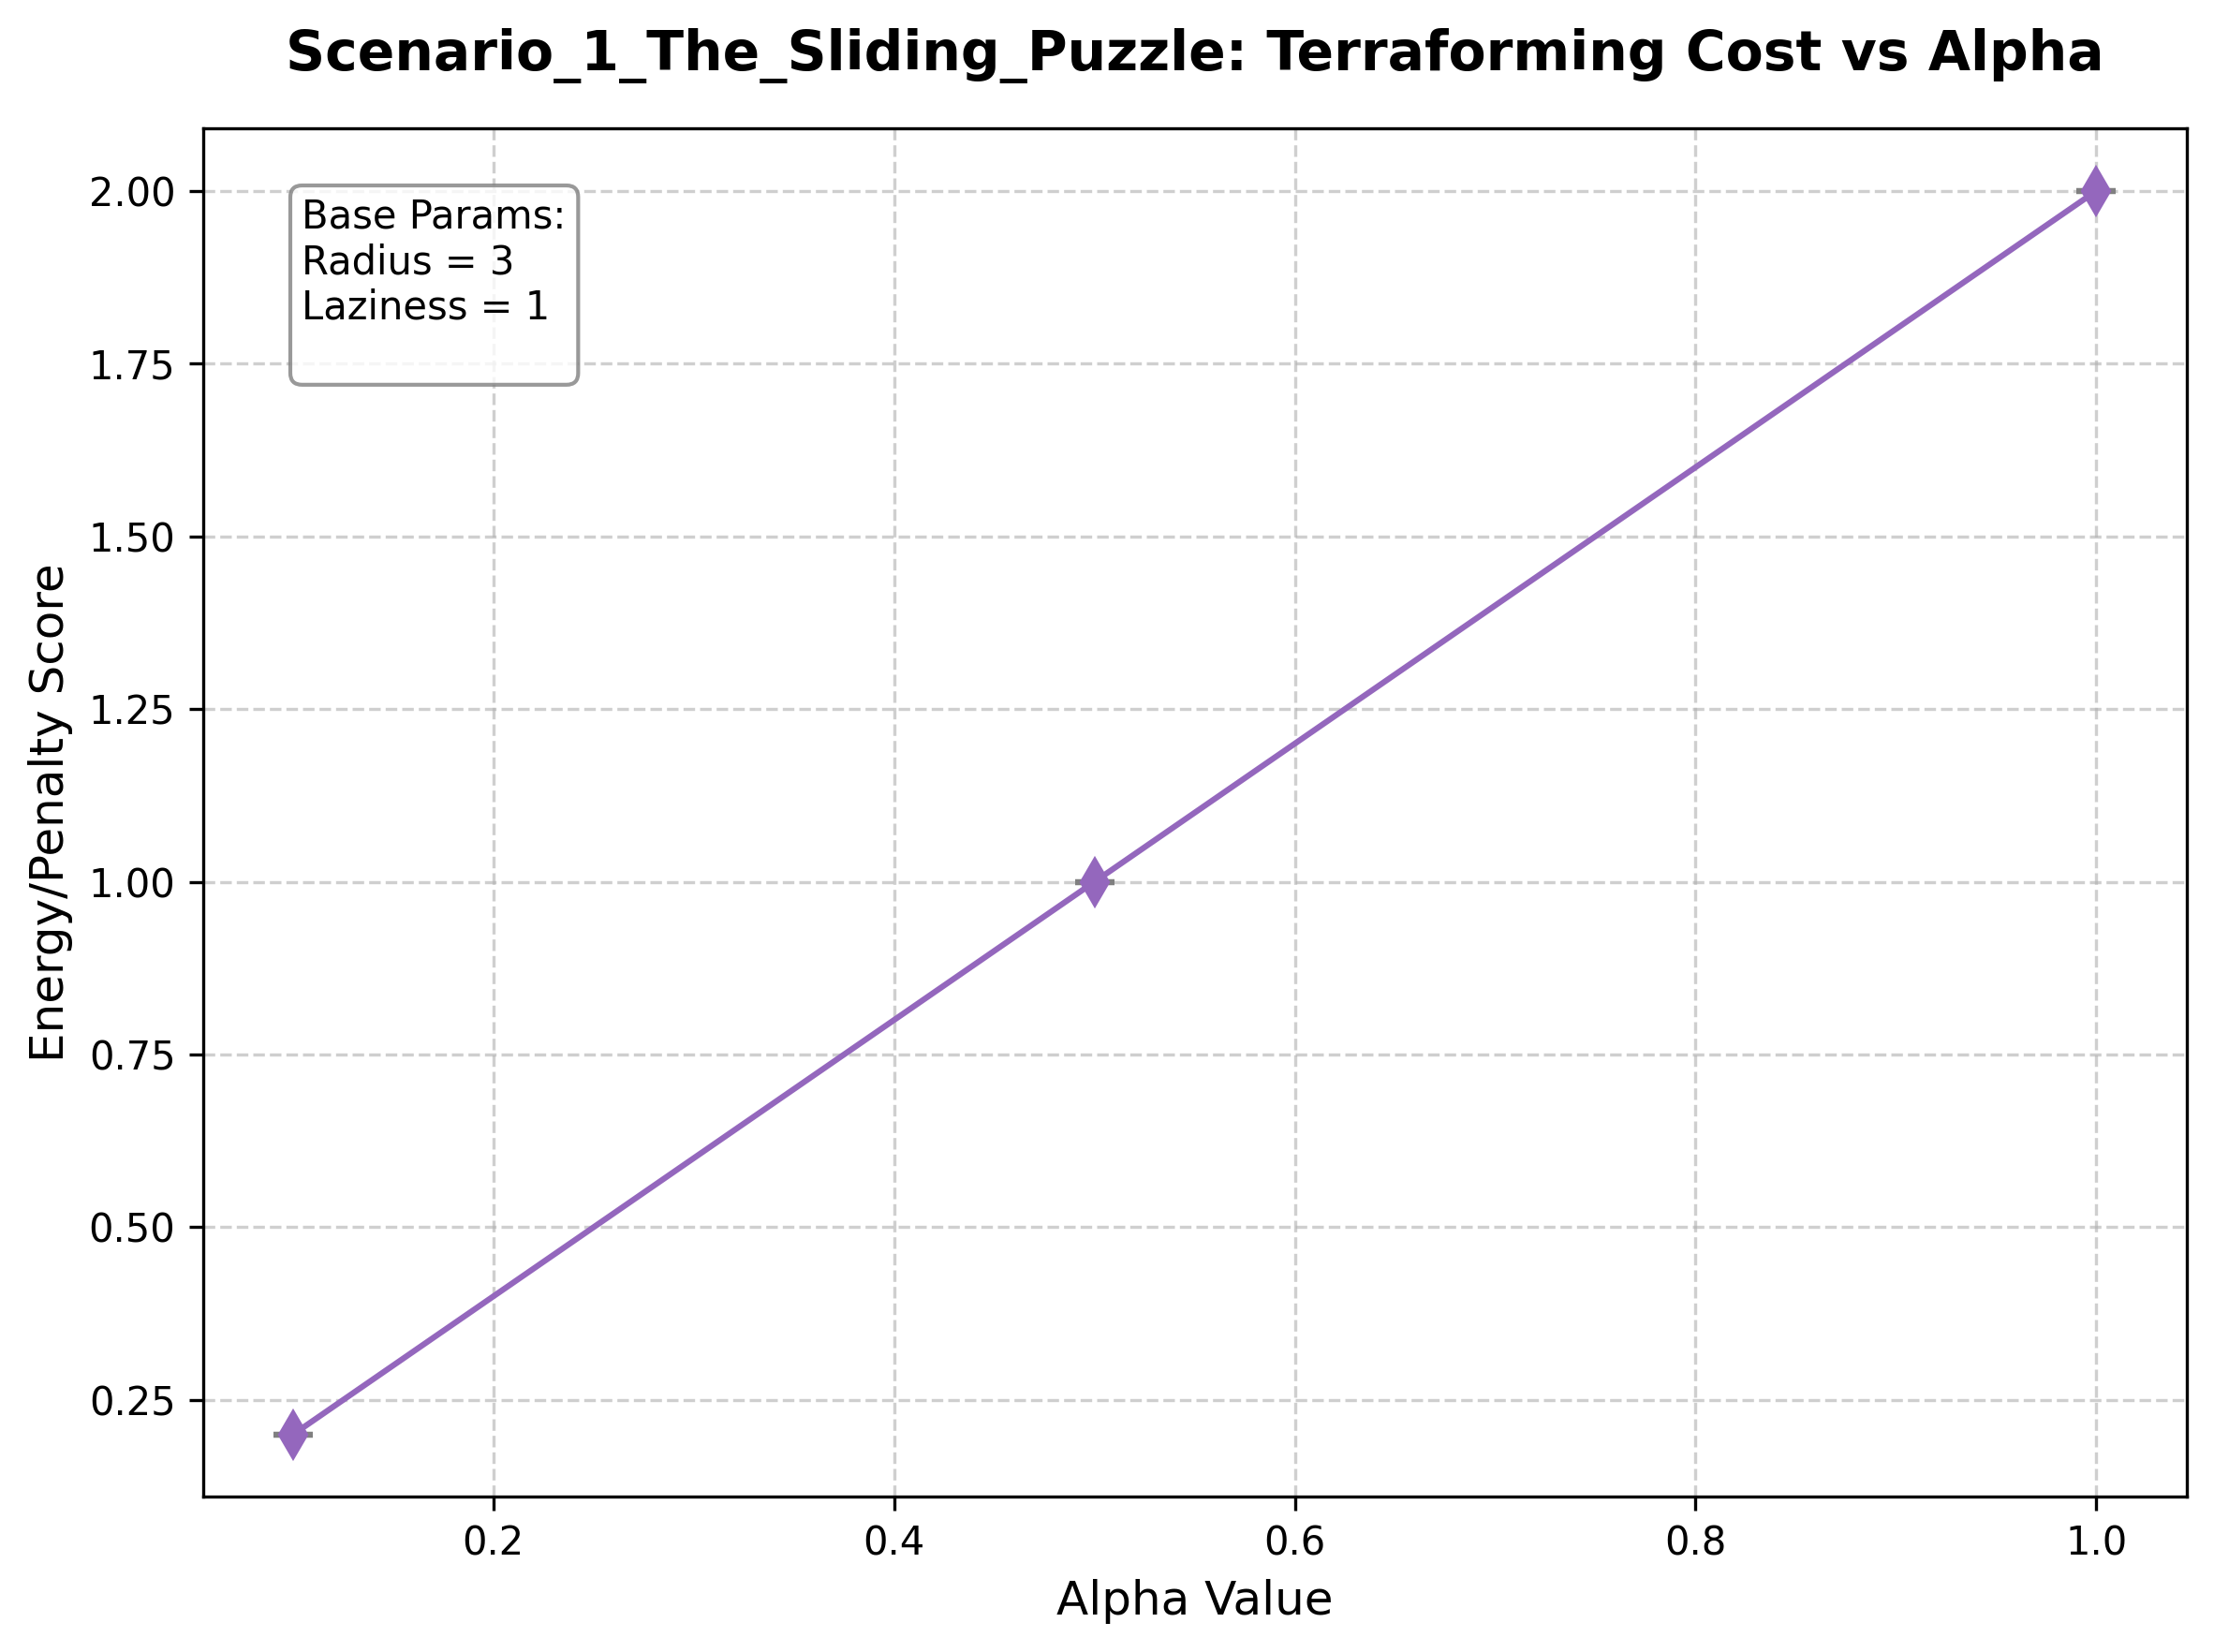 Scenario_1_The_Sliding_Puzzle: Terraforming Cost vs Alpha
Base Params:
Radius = 3
Laziness = 1
Energy/Penalty Score
2.00
1.75
1.50
1.25
1.00
0.75
0.50
0.25
0.2
0.4
0.6
0.8
1.0
Alpha Value